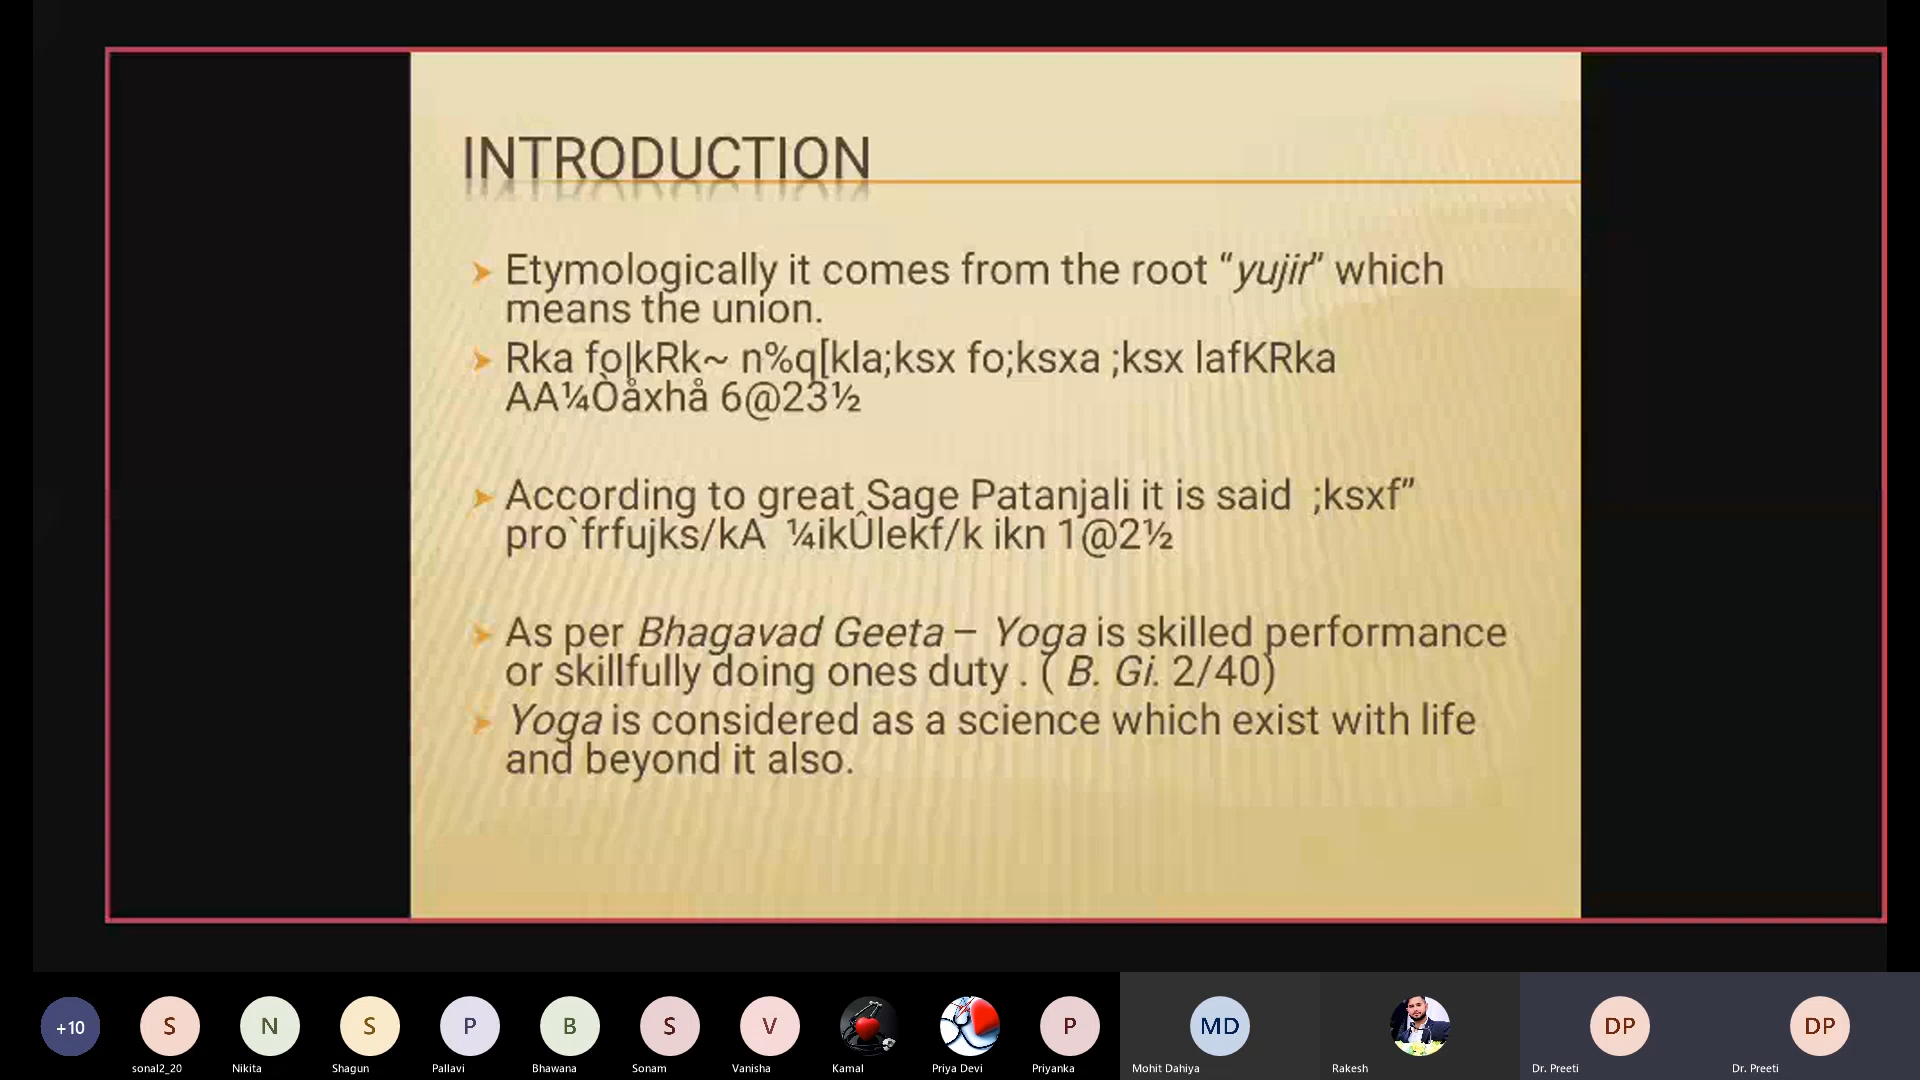 INTRODUCTION
Etymologically it comes from the root “yujir” which
means the union.
Rka fo|kRk~ n%q[kla;ksx fo;ksxa ;ksx lafKRka
AA¼Òåxhå 6@23½
According to great Sage Patanjali it is said ;ksxf”
pro`frfujks/kA ¼ikÛlekf/k ikn 1@2½
As per Bhagavad Geeta – Yoga is skilled performance
or skillfully doing ones duty . ( B. Gi. 2/40)
Yoga is considered as a science which exist with life
and beyond it also.
+10 S N S P B S V P MD DP DP
sonal2_20 Nikita Shagun Pallavi Bhawana Sonam Vanisha Kamal Priya Devi Priyanka Mohit Dahiya Rakesh Dr. Preeti Dr. Preeti